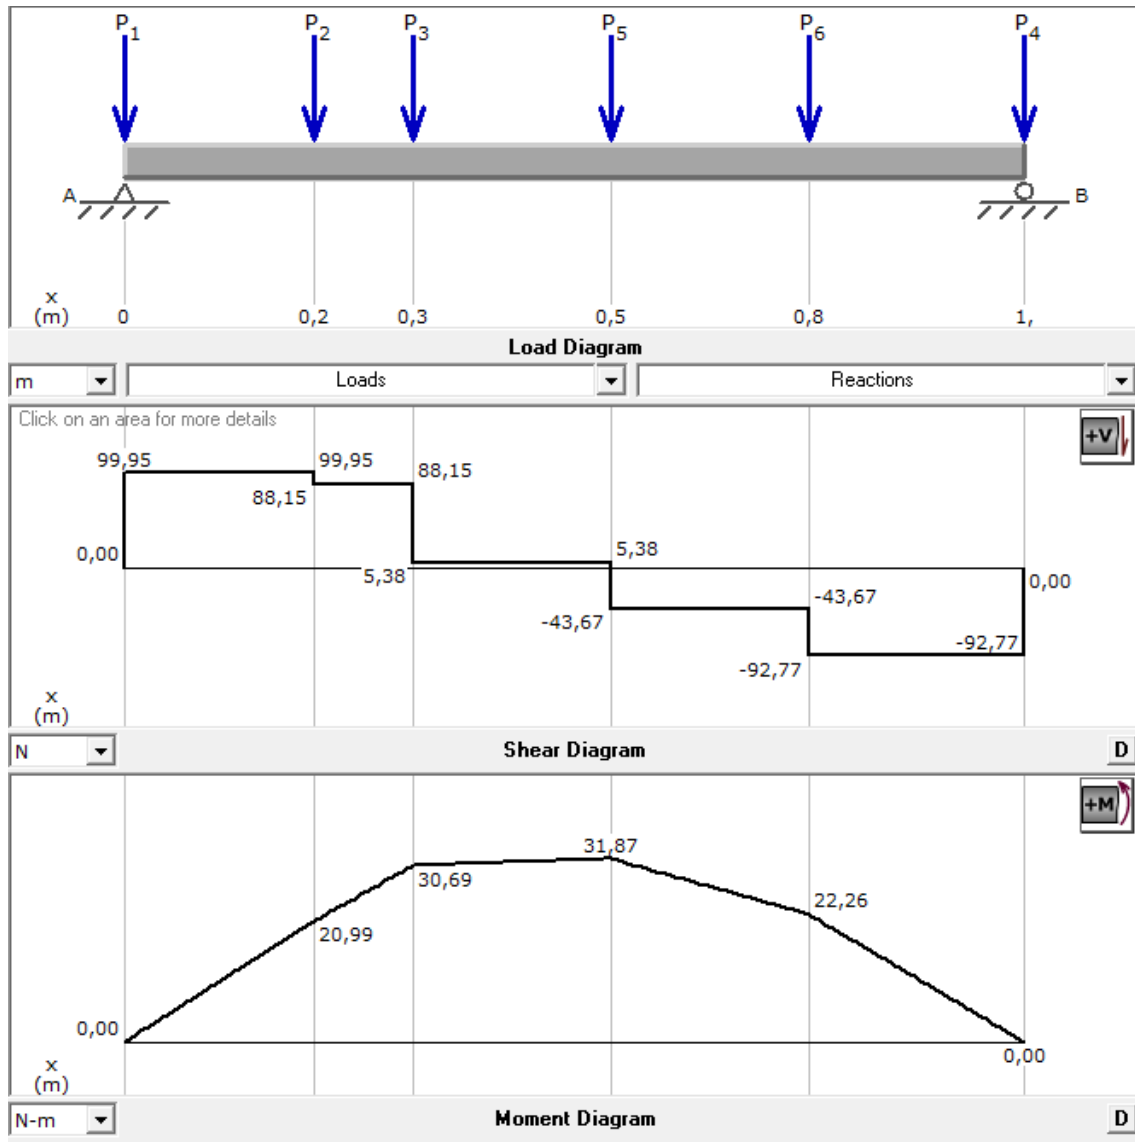 P1 P2 P3 P5 P6 P4
A B
x
(m) 0 0,2 0,3 0,5 0,8 1,
Load Diagram
m Loads Reactions
Click on an area for more details
+V
99,95 99,95 88,15
88,15
0,00 5,38 5,38 -43,67 0,00
-43,67 -92,77 -92,77
x
(m)
N Shear Diagram D
+M
31,87
30,69 22,26
20,99
0,00 0,00
x
(m)
N-m Moment Diagram D